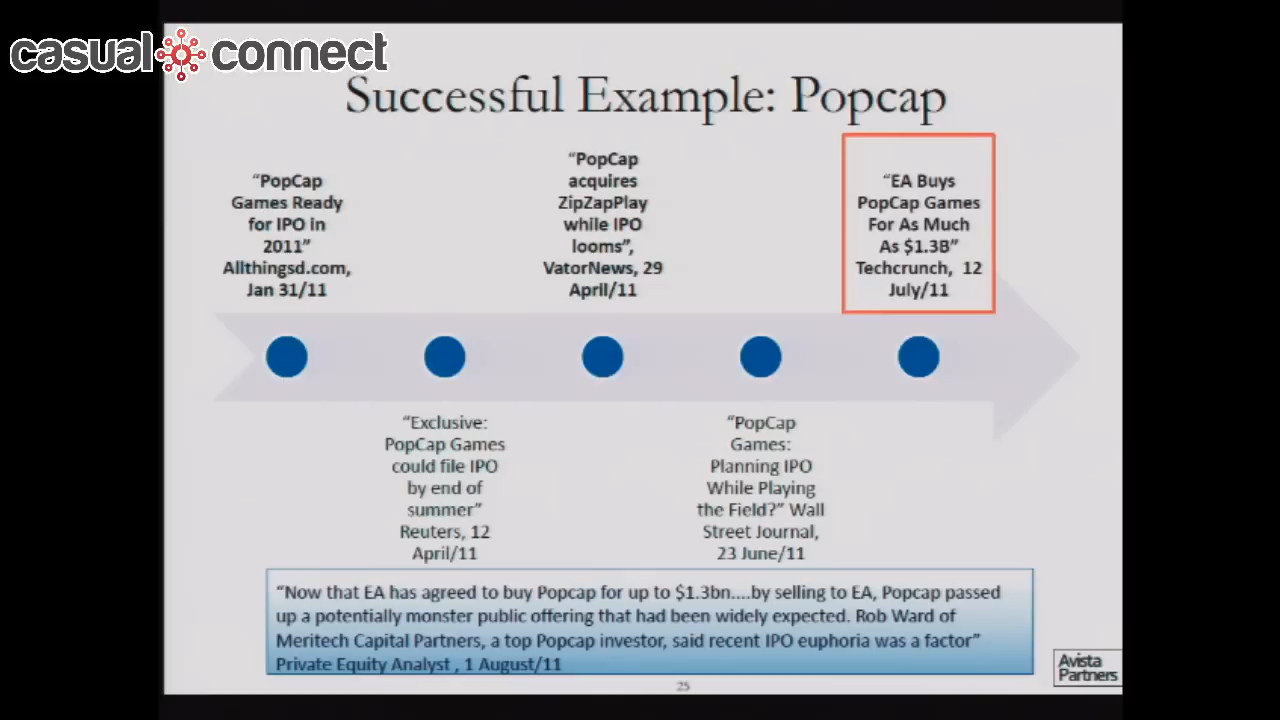 casual connect
Successful Example: Popcap
“PopCap
Games Ready
for IPO in
2011”
Allthingsd.com,
Jan 31/11
“Exclusive:
PopCap Games
could file IPO
by end of
summer”
Reuters, 12
April/11
“PopCap
acquires
ZipZapPlay
while IPO
looms”,
VatorNews, 29
April/11
“PopCap
Games:
Planning IPO
While Playing
the Field?” Wall
Street Journal,
23 June/11
“EA Buys
PopCap Games
For As Much
As $1.3B”
Techcrunch, 12
July/11
“Now that EA has agreed to buy Popcap for up to $1.3bn....by selling to EA, Popcap passed
up a potentially monster public offering that had been widely expected. Rob Ward of
Meritech Capital Partners, a top Popcap investor, said recent IPO euphoria was a factor”
Private Equity Analyst , 1 August/11
25
Avista
Partners